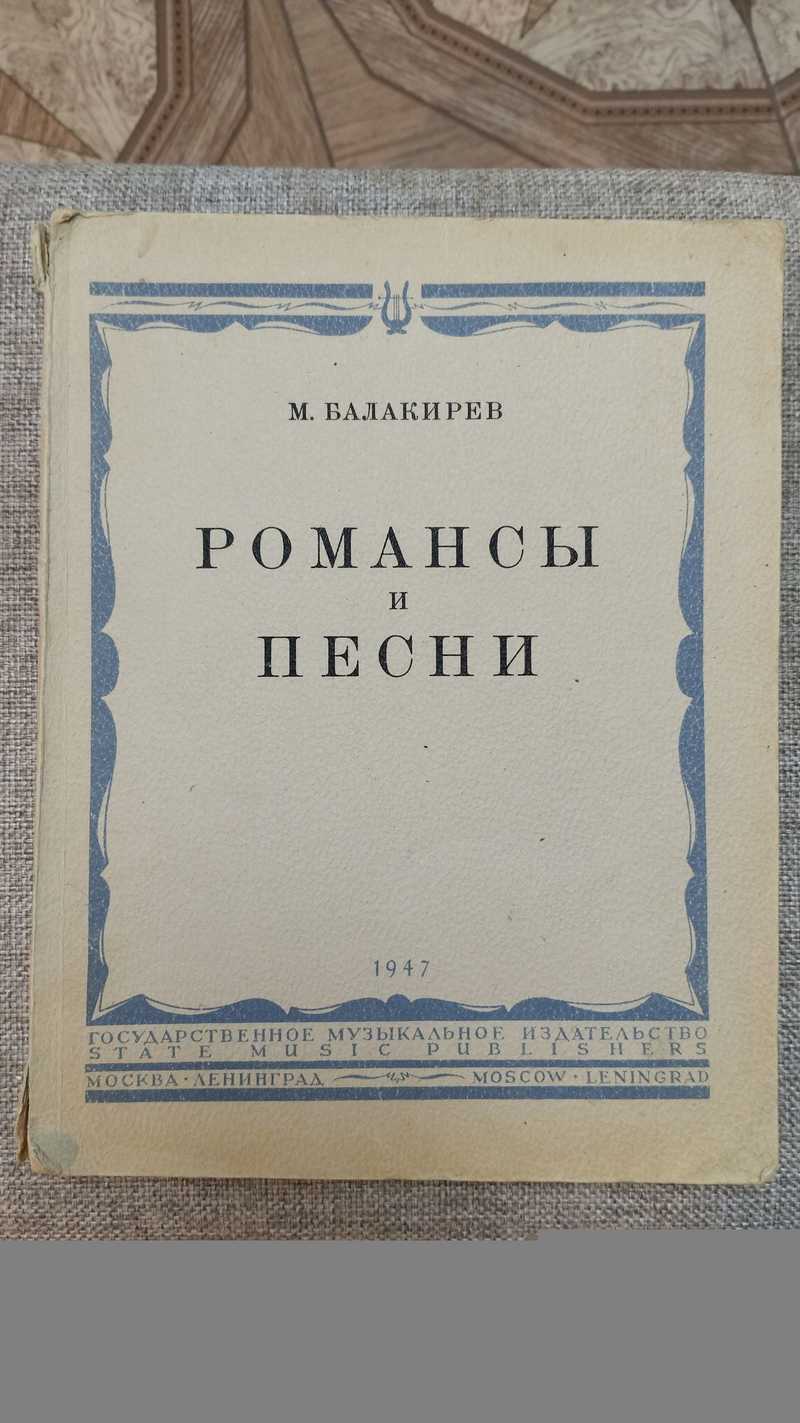 М. БАЛАКИРЕВ
РОМАНСЫ
И
ПЕСНИ
1947
ГОСУДАРСТВЕННОЕ МУЗЫКАЛЬНОЕ ИЗДАТЕЛЬСТВО
STATE MUSIC PUBLISHERS
МОСКВА · ЛЕНИНГРАД MOSCOW · LENINGRAD